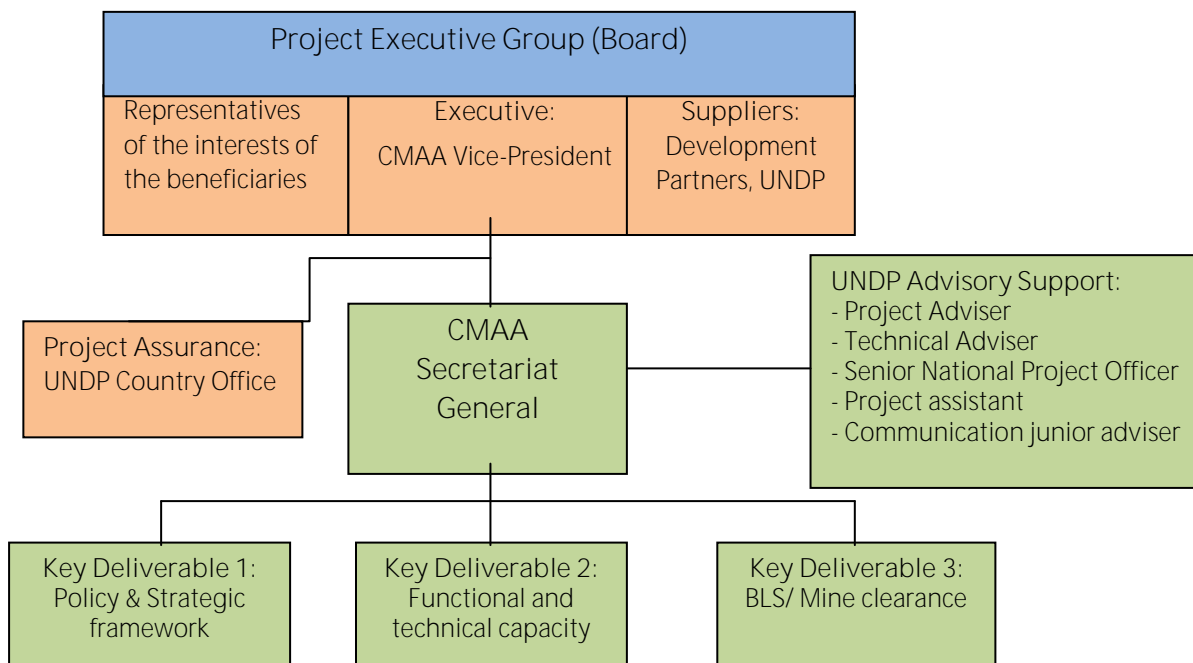 Project Executive Group (Board)
Representatives
of the interests of
the beneficiaries
Executive:
CMAA Vice-President
Suppliers:
Development
Partners, UNDP
Project Assurance:
UNDP Country Office
CMAA
Secretariat
General
UNDP Advisory Support:
- Project Adviser
- Technical Adviser
- Senior National Project Officer
- Project assistant
- Communication junior adviser
Key Deliverable 1:
Policy & Strategic
framework
Key Deliverable 2:
Functional and
technical capacity
Key Deliverable 3:
BLS/ Mine clearance